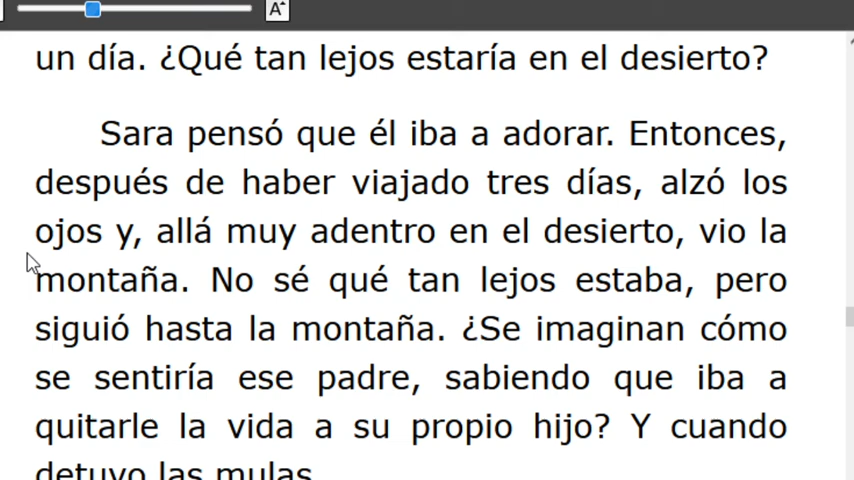 A
un día. ¿Qué tan lejos estaría en el desierto?
Sara pensó que él iba a adorar. Entonces,
después de haber viajado tres días, alzó los
ojos y, allá muy adentro en el desierto, vio la
montaña. No sé qué tan lejos estaba, pero
siguió hasta la montaña. ¿Se imaginan cómo
se sentiría ese padre, sabiendo que iba a
quitarle la vida a su propio hijo? Y cuando
detuvo las mulas